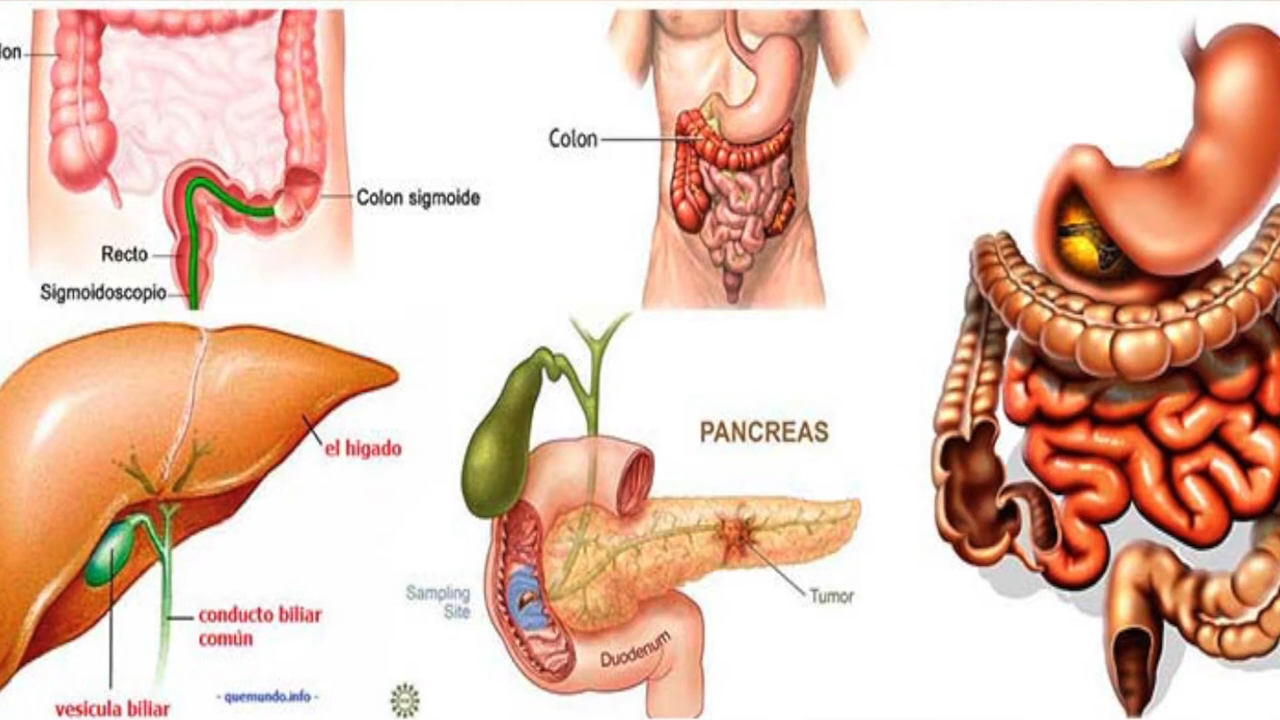 lon
Colon sigmoide
Recto
Sigmoidoscopio
Colon
el higado
conducto biliar
común
vesicula biliar
- quemundo.info -
PANCREAS
Sampling
Site
Tumor
Duodenum